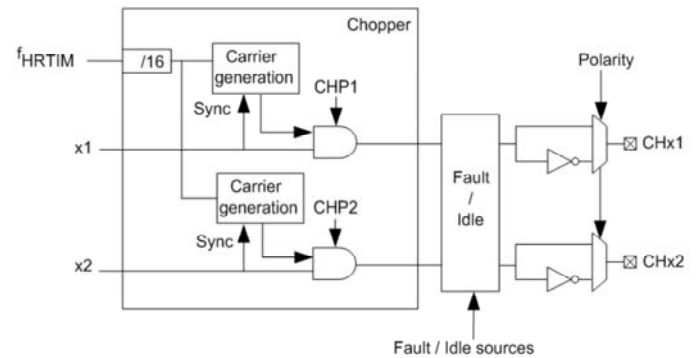 Chopper
fHRTIM
/16
Carrier
generation
Polarity
CHP1
Sync
x1
CHx1
Fault
/
Idle
Carrier
generation
CHP2
Sync
x2
CHx2
Fault / Idle sources